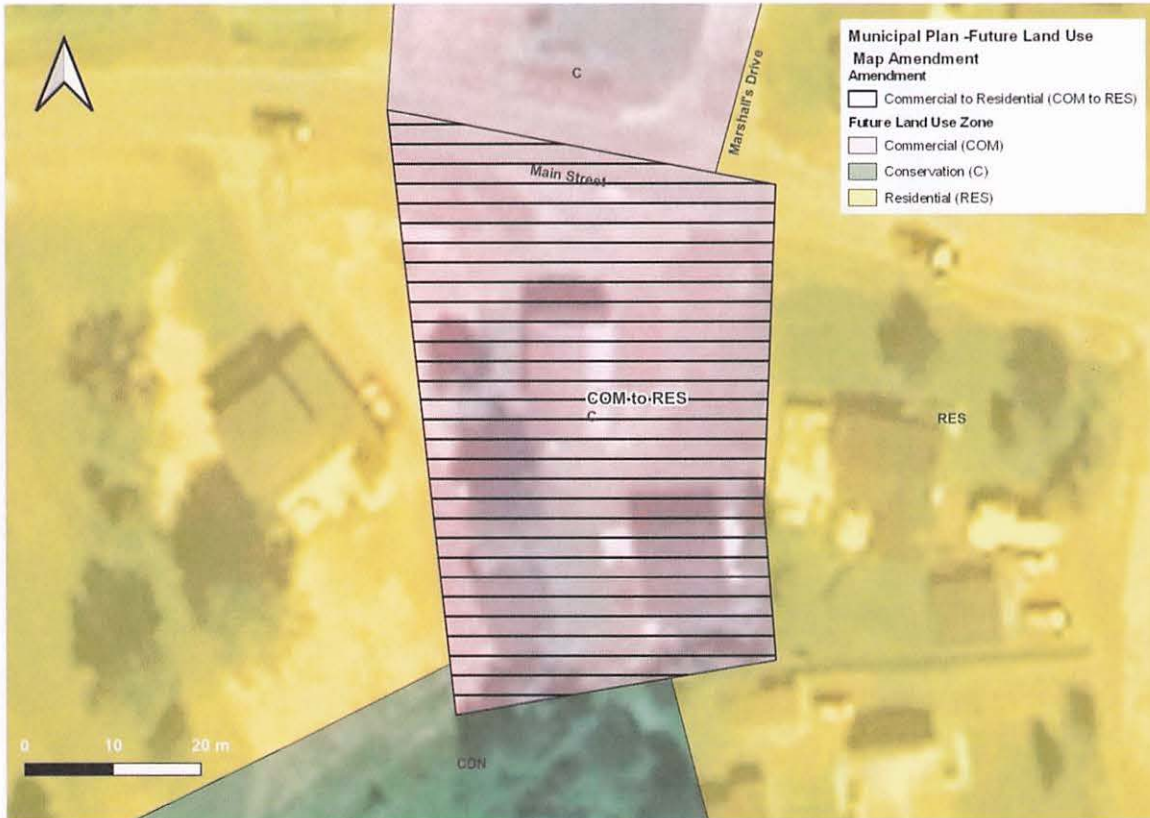 Municipal Plan -Future Land Use
Map Amendment
Amendment
Commercial to Residential (COM to RES)
Future Land Use Zone
Commercial (COM)
Conservation (C)
Residential (RES)
C
Marshall's Drive
Main Street
COM-to-RES
C
RES
CON
0 10 20 m